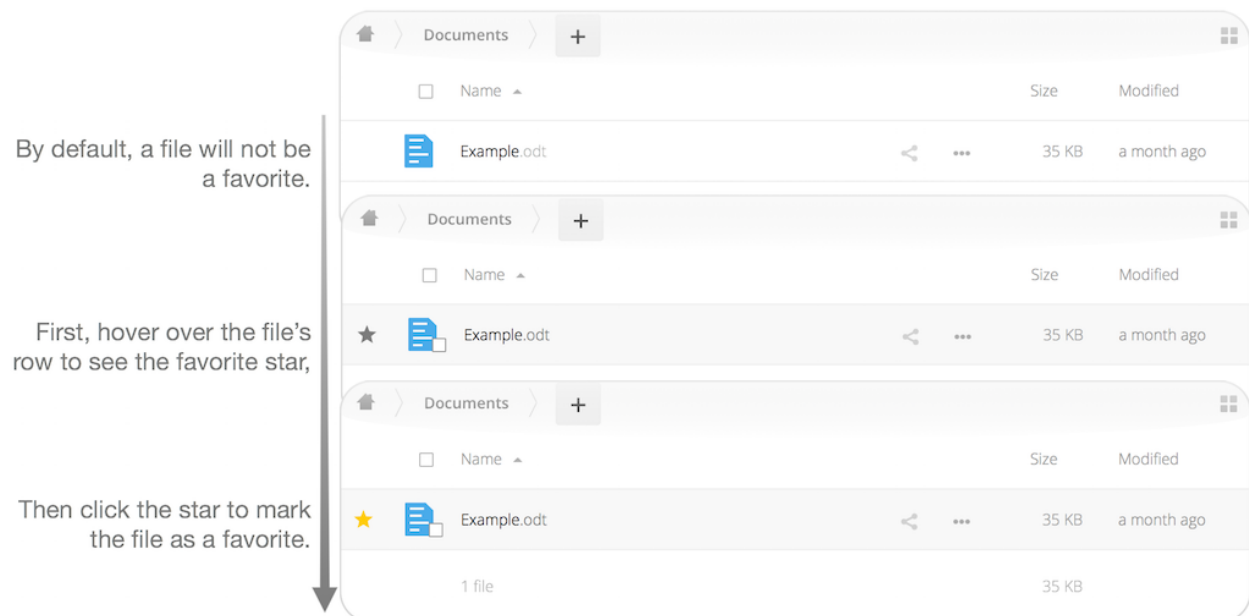 Documents +
Name Size Modified
By default, a file will not be
a favorite.
Example.odt ••• 35 KB a month ago
Documents +
Name Size Modified
First, hover over the file’s
row to see the favorite star,
Example.odt ••• 35 KB a month ago
Documents +
Name Size Modified
Then click the star to mark
the file as a favorite.
Example.odt ••• 35 KB a month ago
1 file 35 KB